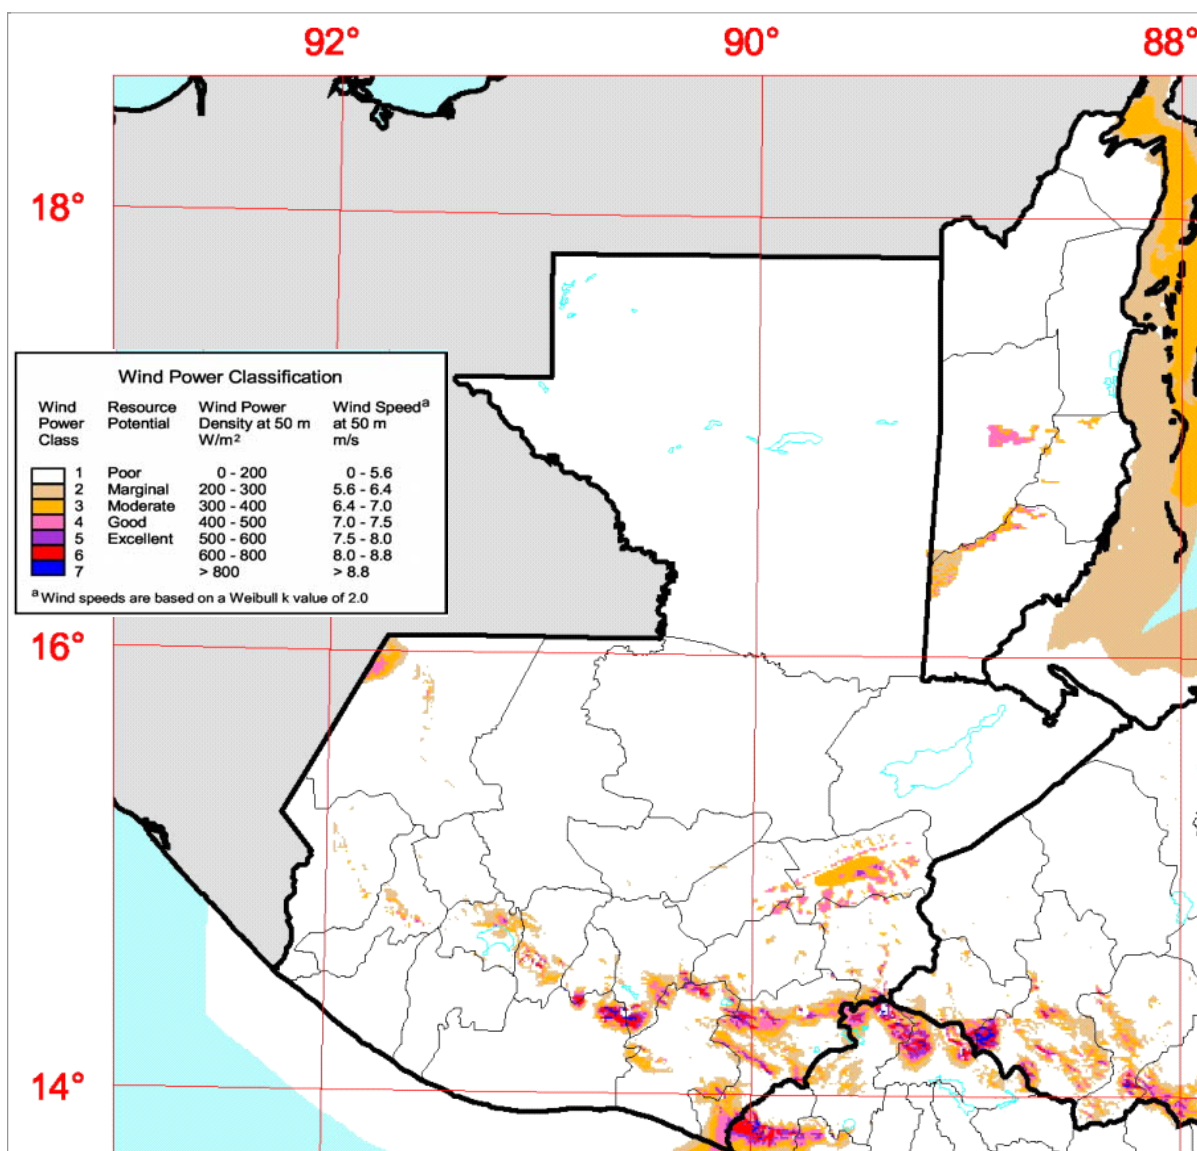 92° 90° 88°
18°
Wind Power Classification
Wind Resource Wind Power Wind Speedᵃ
Power Potential Density at 50 m at 50 m
Class W/m² m/s
1 Poor 0 - 200 0 - 5.6
2 Marginal 200 - 300 5.6 - 6.4
3 Moderate 300 - 400 6.4 - 7.0
4 Good 400 - 500 7.0 - 7.5
5 Excellent 500 - 600 7.5 - 8.0
6 600 - 800 8.0 - 8.8
7 > 800 > 8.8
ᵃ Wind speeds are based on a Weibull k value of 2.0
16°
14°